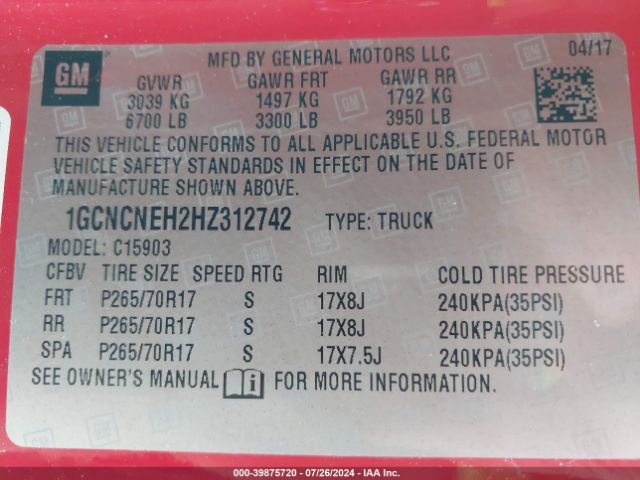 GM
MFD BY GENERAL MOTORS LLC 04/17
GVWR GAWR FRT GAWR RR
3039 KG 1497 KG 1792 KG
6700 LB 3300 LB 3950 LB
THIS VEHICLE CONFORMS TO ALL APPLICABLE U.S. FEDERAL MOTOR
VEHICLE SAFETY STANDARDS IN EFFECT ON THE DATE OF
MANUFACTURE SHOWN ABOVE.
1GCNCNEH2HZ312742 TYPE: TRUCK
MODEL: C15903
CFBV TIRE SIZE SPEED RTG RIM COLD TIRE PRESSURE
FRT P265/70R17 S 17X8J 240KPA(35PSI)
RR P265/70R17 S 17X8J 240KPA(35PSI)
SPA P265/70R17 S 17X7.5J 240KPA(35PSI)
SEE OWNER'S MANUAL i FOR MORE INFORMATION.
000-39875720 - 07/26/2024 - IAA Inc.